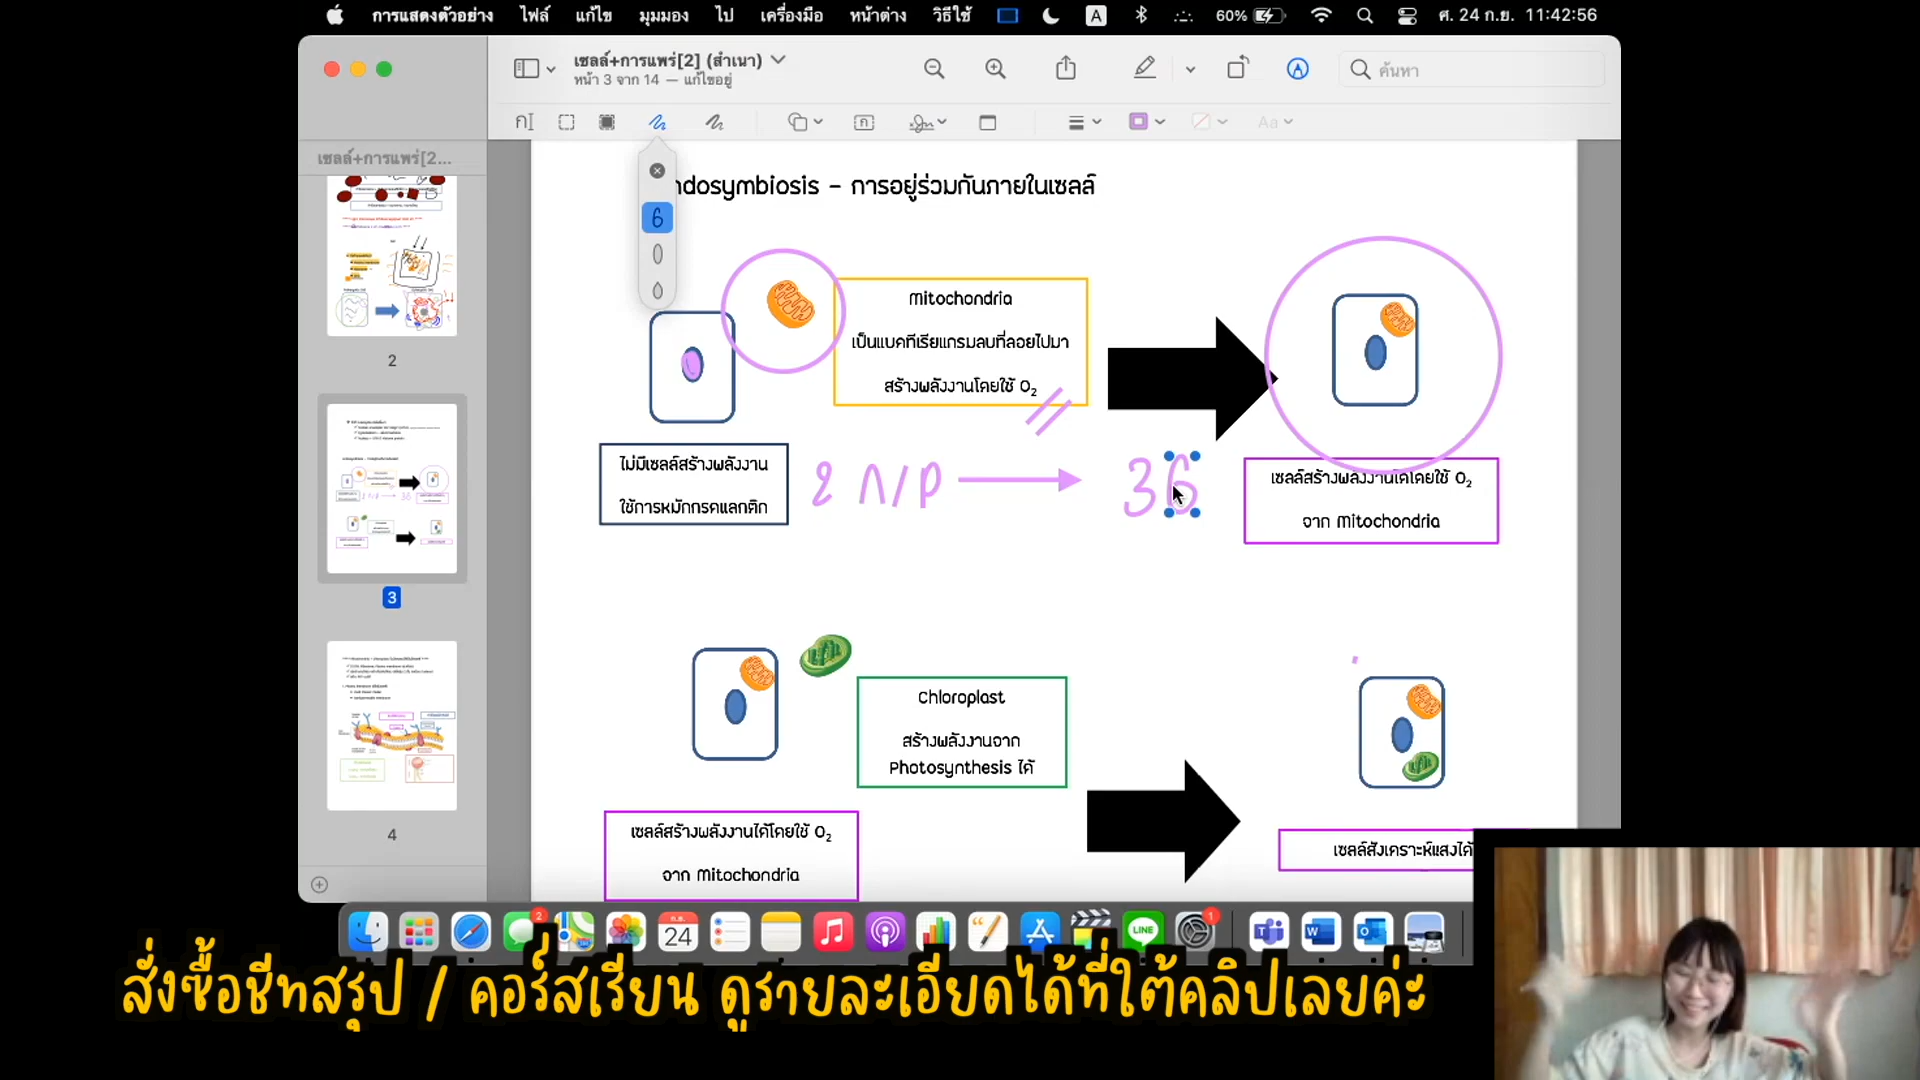 การแสดงตัวอย่าง ไฟล์ แก้ไข มุมมอง ไป เครื่องมือ หน้าต่าง วิธีใช้ A 60% ศ. 24 ก.ย. 11:42:56
เซลล์+การแพร่[2] (สำเนา)
หน้า 3 จาก 14 — แก้ไขอยู่
ค้นหา
Aa
เซลล์+การแพร่[2...
2
3
4
6
ndosymbiosis – การอยู่ร่วมกันภายในเซลล์
Mitochondria
เป็นแบคทีเรียแกรมลบที่ลอยไปมา
สร้างพลังงานโดยใช้ O₂
ไม่มีเซลล์สร้างพลังงาน
ใช้การหมักกรดแลกติก
2 ก/P 36
เซลล์สร้างพลังงานได้โดยใช้ O₂
จาก Mitochondria
Chloroplast
สร้างพลังงานจาก
Photosynthesis ได้
เซลล์สร้างพลังงานได้โดยใช้ O₂
จาก Mitochondria
เซลล์สังเคราะห์แสงได้
2
ก.ย.
24
LINE
1
สั่งซื้อชีทสรุป / คอร์สเรียน ดูรายละเอียดได้ที่ใต้คลิปเลยค่ะ